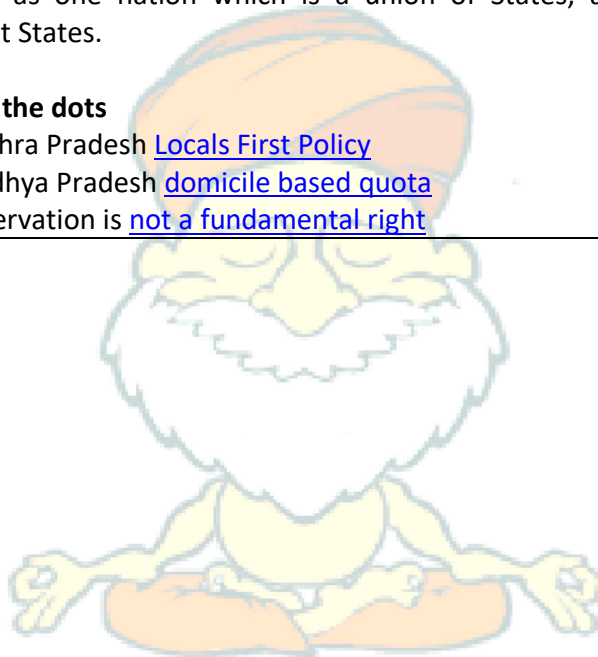 as one nation which is a union of States, a
t States.
the dots
hra Pradesh Locals First Policy
dhya Pradesh domicile based quota
ervation is not a fundamental right